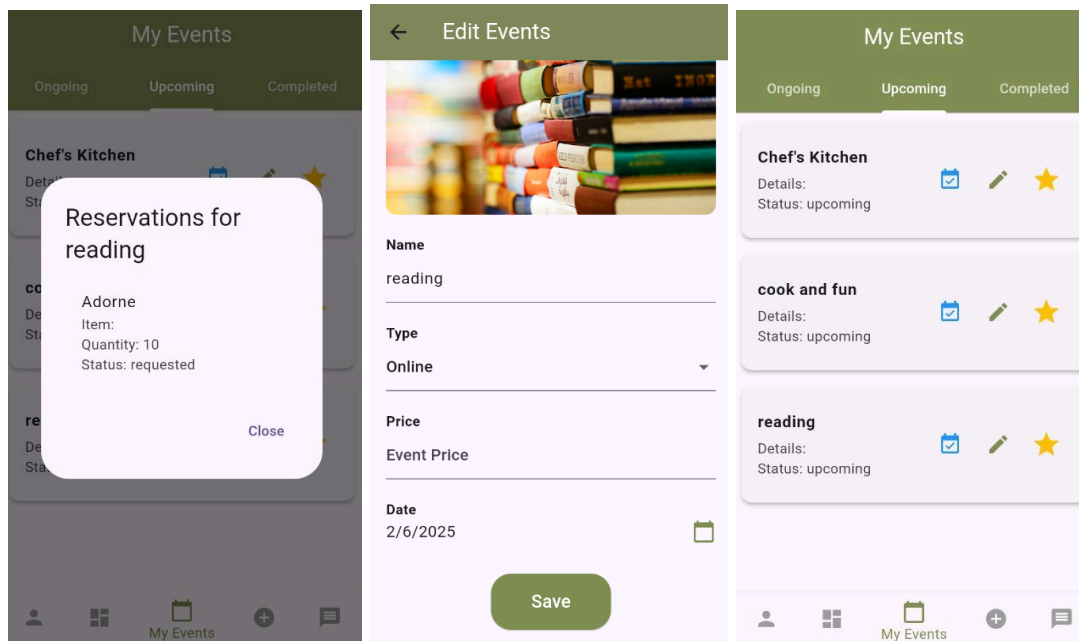 My Events
Ongoing
Upcoming
Completed
Chef's Kitchen
Reservations for
reading
Adorne
Item:
Quantity: 10
Status: requested
Close
My Events
Edit Events
Name
reading
Type
Online
Price
Event Price
Date
2/6/2025
Save
My Events
Ongoing
Upcoming
Completed
Chef's Kitchen
Details:
Status: upcoming
cook and fun
Details:
Status: upcoming
reading
Details:
Status: upcoming
My Events